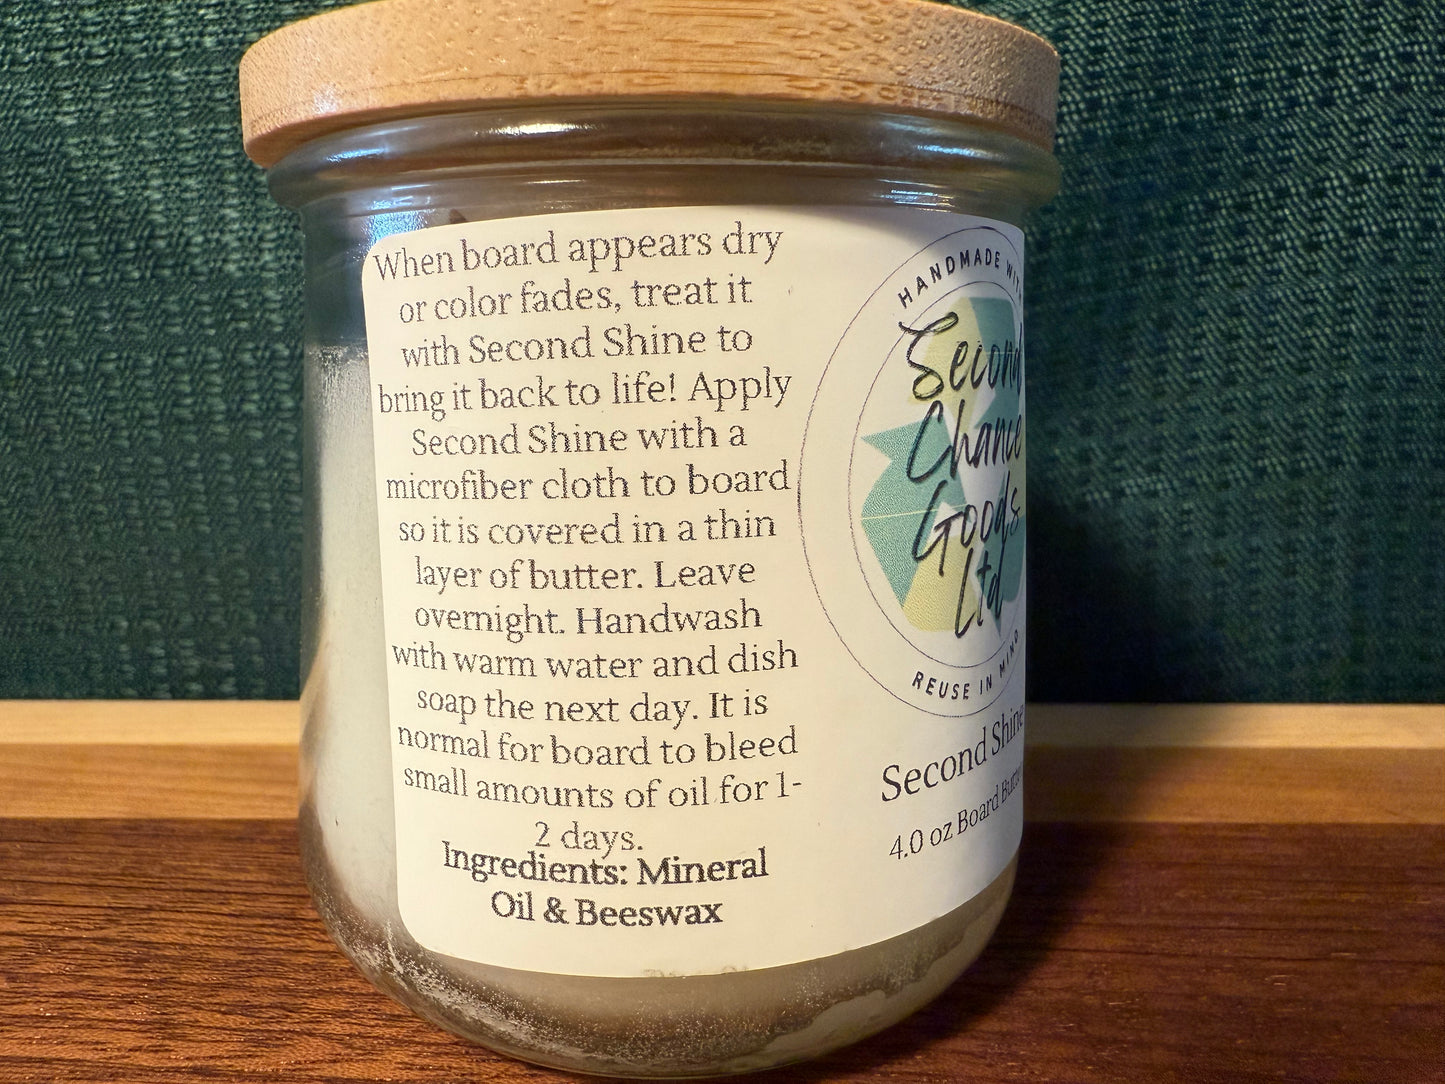 When board appears dry
or color fades, treat it
with Second Shine to
bring it back to life! Apply
Second Shine with a
microfiber cloth to board
so it is covered in a thin
layer of butter. Leave
overnight. Handwash
with warm water and dish
soap the next day. It is
normal for board to bleed
small amounts of oil for 1-
2 days.
Ingredients: Mineral
Oil & Beeswax
HANDMADE WITH
Second
Chance
Goods
Ltd
REUSE IN MIND
Second Shine
4.0 oz Board Butter